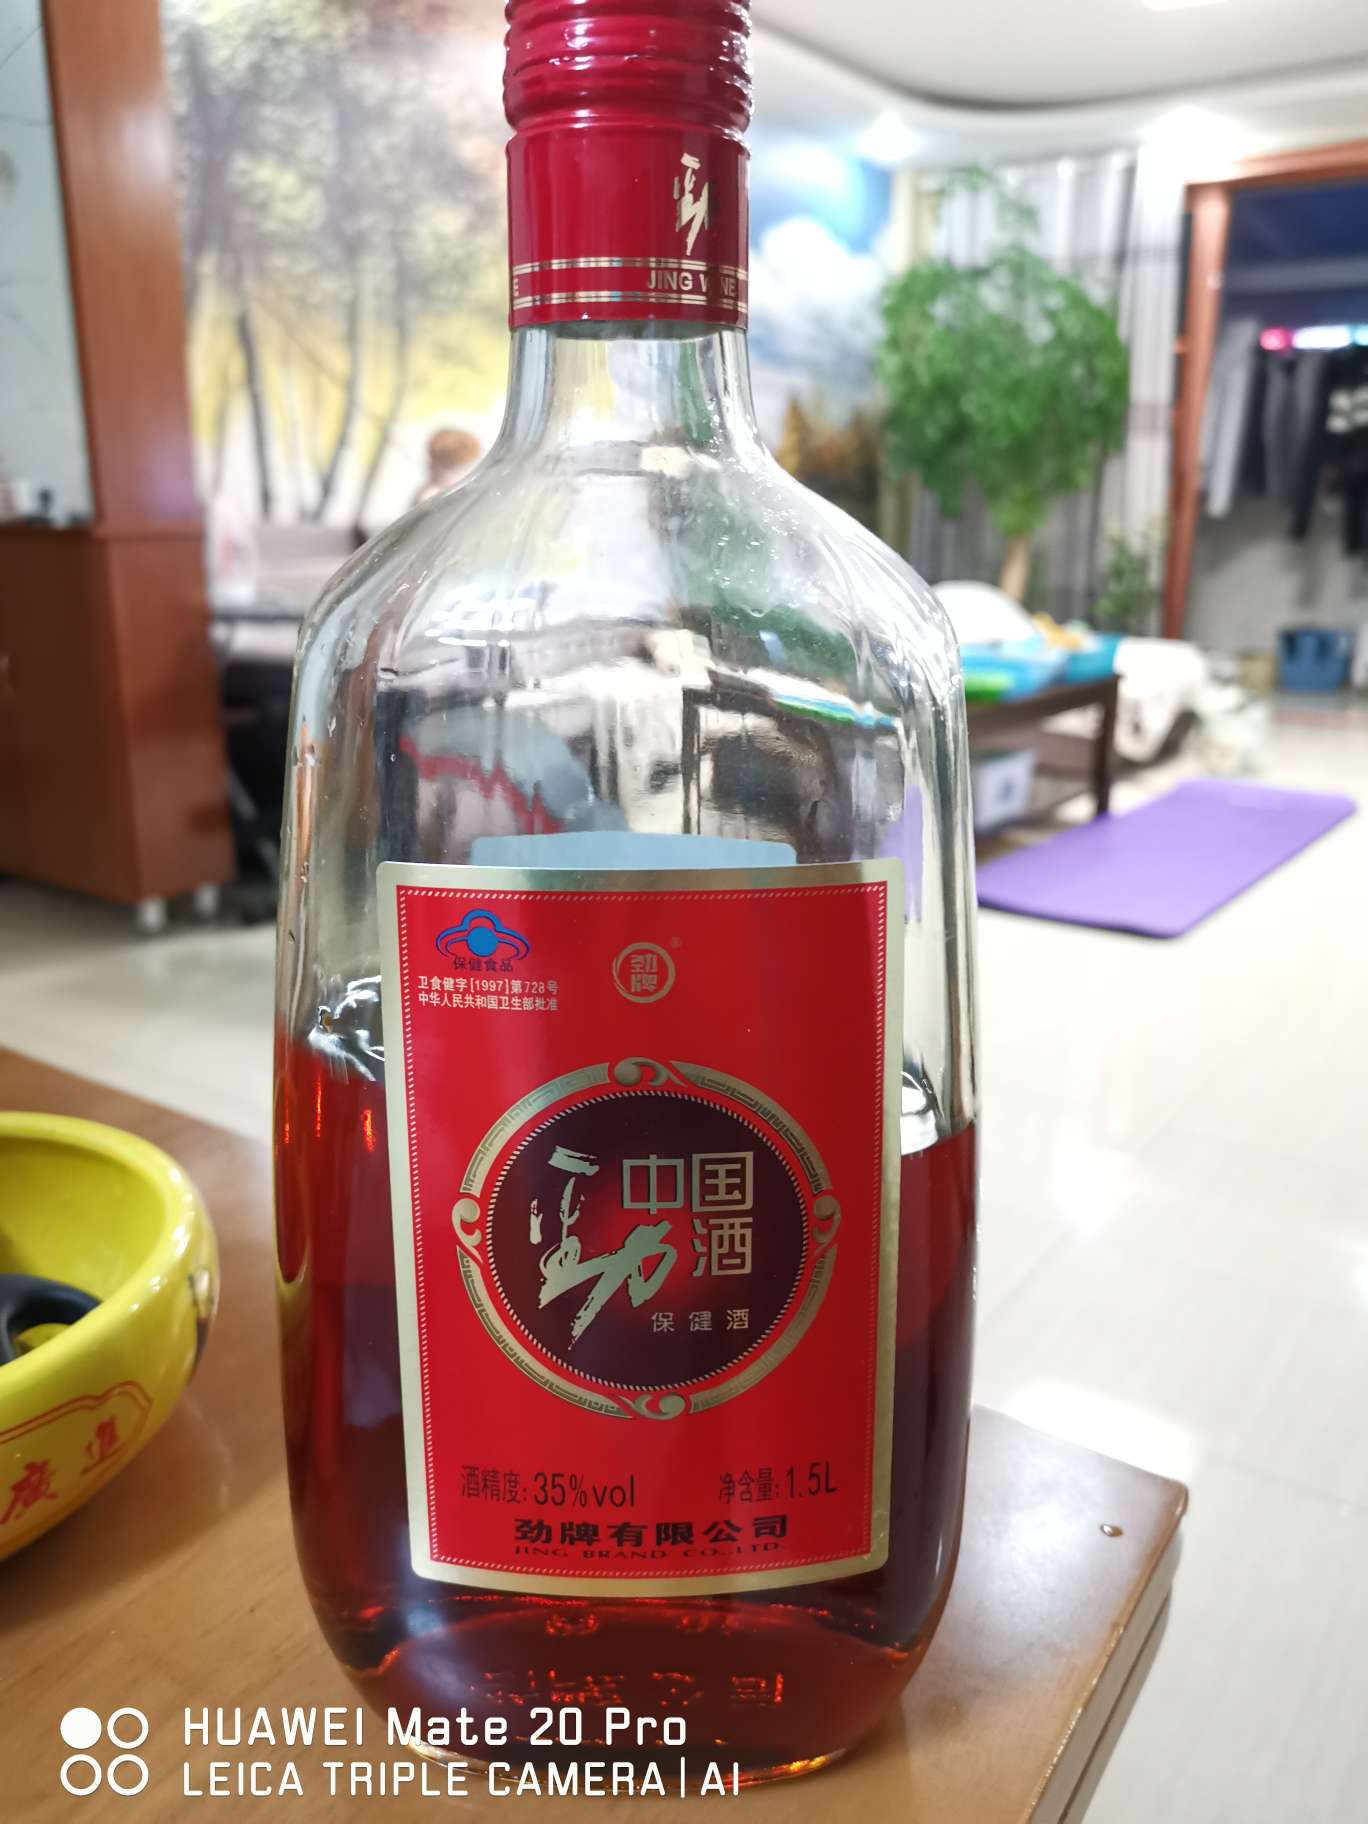 劲
E
JING WINE
保健食品
卫食健字[1997]第728号
中华人民共和国卫生部批准
劲牌
®
中国
劲
酒
保健酒
酒精度:35%vol
净含量:1.5L
劲牌有限公司
JING BRAND CO.,LTD.
廣進
HUAWEI Mate 20 Pro
LEICA TRIPLE CAMERA|AI